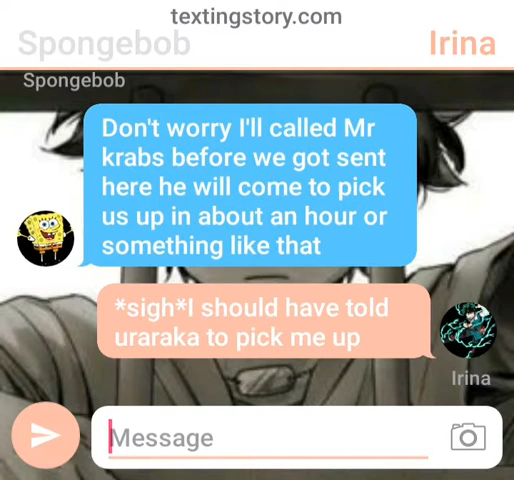 textingstory.com
Spongebob
Irina
Spongebob
Don't worry I'll called Mr
krabs before we got sent
here he will come to pick
us up in about an hour or
something like that
*sigh*I should have told
uraraka to pick me up
Irina
Message